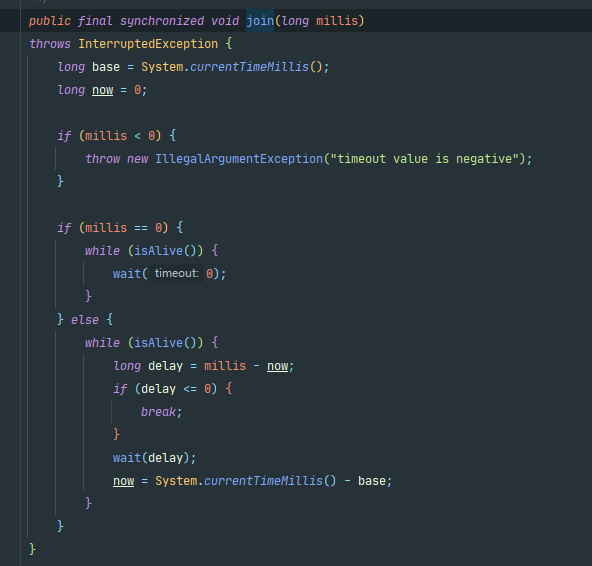 public final synchronized void join(long millis)
throws InterruptedException {
    long base = System.currentTimeMillis();
    long now = 0;

    if (millis < 0) {
        throw new IllegalArgumentException("timeout value is negative");
    }

    if (millis == 0) {
        while (isAlive()) {
            wait( timeout: 0);
        }
    } else {
        while (isAlive()) {
            long delay = millis - now;
            if (delay <= 0) {
                break;
            }
            wait(delay);
            now = System.currentTimeMillis() - base;
        }
    }
}